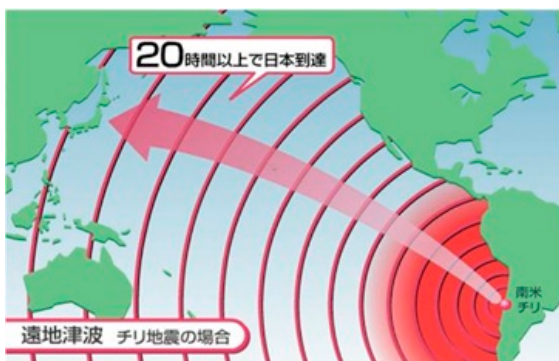 20時間以上で日本到達
南米
チリ
遠地津波 チリ地震の場合